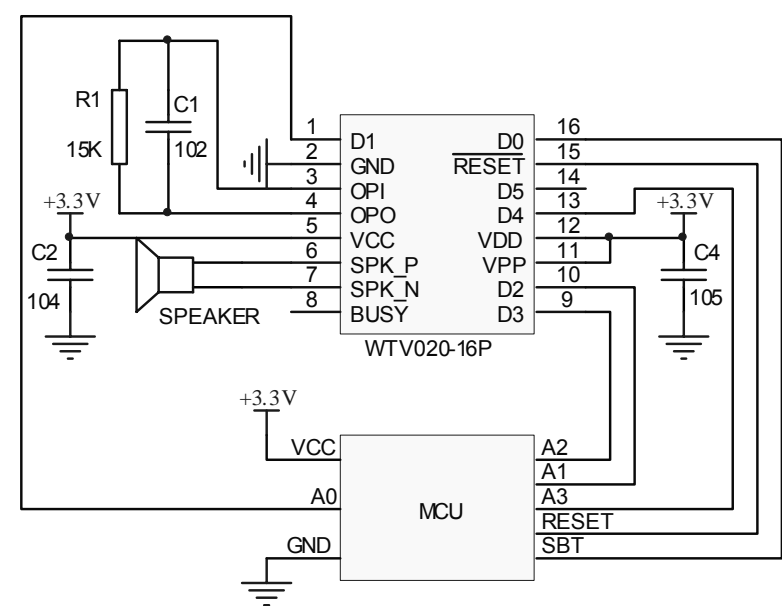 R1
15K
C1
102
+3.3V
C2
104
SPEAKER
1
2
3
4
5
6
7
8
D1
GND
OPI
OPO
VCC
SPK_P
SPK_N
BUSY
D0
RESET
D5
D4
VDD
VPP
D2
D3
16
15
14
13
12
11
10
9
+3.3V
C4
105
WTV020-16P
+3.3V
VCC
A0
GND
MCU
A2
A1
A3
RESET
SBT